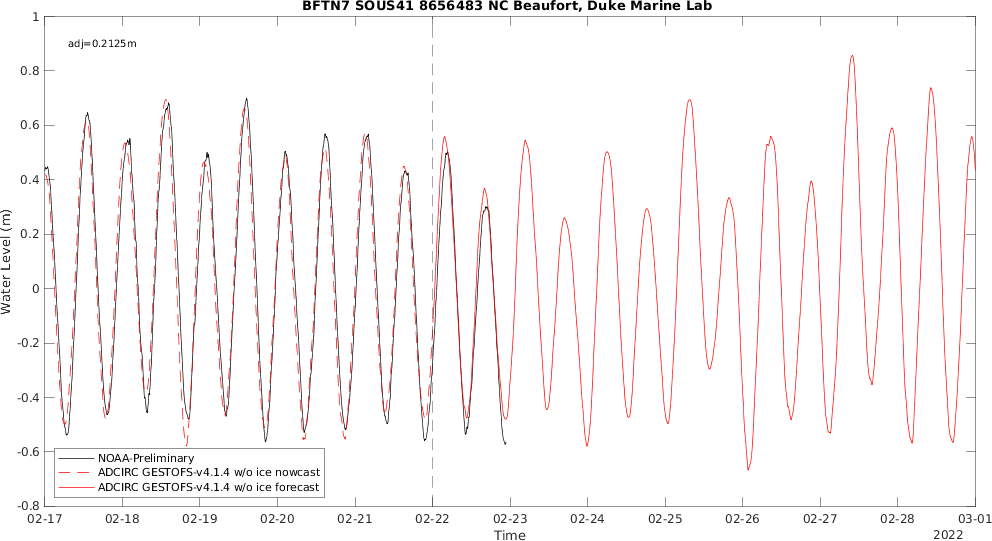 BFTN7 SOUS41 8656483 NC Beaufort, Duke Marine Lab
adj=0.2125m
1
0.8
0.6
0.4
0.2
0
-0.2
-0.4
-0.6
-0.8
Water Level (m)
NOAA-Preliminary
ADCIRC GESTOFS-v4.1.4 w/o ice nowcast
ADCIRC GESTOFS-v4.1.4 w/o ice forecast
02-17 02-18 02-19 02-20 02-21 02-22 02-23 02-24 02-25 02-26 02-27 02-28 03-01
Time
2022